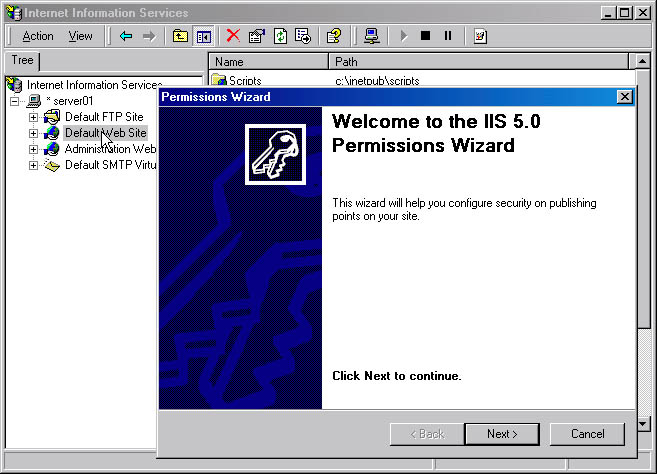 Internet Information Services
Action View
Tree
Name Path
Internet Information Services
* server01
Default FTP Site
Default Web Site
Administration Web
Default SMTP Virtu
Scripts c:\inetpub\scripts
Permissions Wizard
Welcome to the IIS 5.0
Permissions Wizard
This wizard will help you configure security on publishing
points on your site.
Click Next to continue.
< Back Next > Cancel